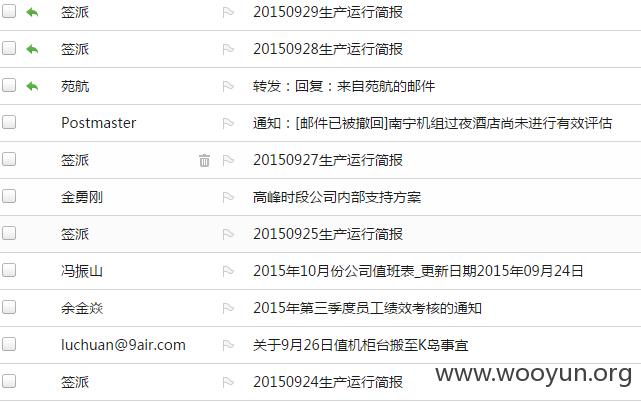 签派 20150929生产运行简报
签派 20150928生产运行简报
苑航 转发：回复：来自苑航的邮件
Postmaster 通知：[邮件已被撤回]南宁机组过夜酒店尚未进行有效评估
签派 20150927生产运行简报
金勇刚 高峰时段公司内部支持方案
签派 20150925生产运行简报
冯振山 2015年10月份公司值班表_更新日期2015年09月24日
余金焱 2015年第三季度员工绩效考核的通知
luchuan@9air.com 关于9月26日值机柜台搬至K岛事宜
签派 20150924生产运行简报
www.wooyun.org